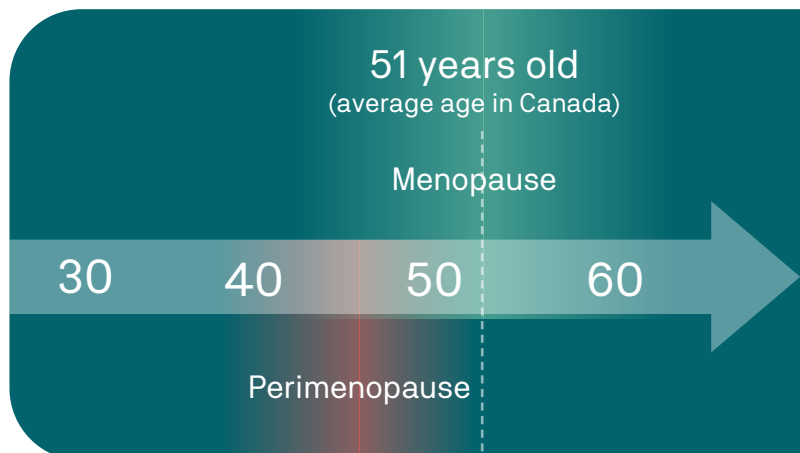 51 years old
(average age in Canada)
Menopause
30 40 50 60
Perimenopause